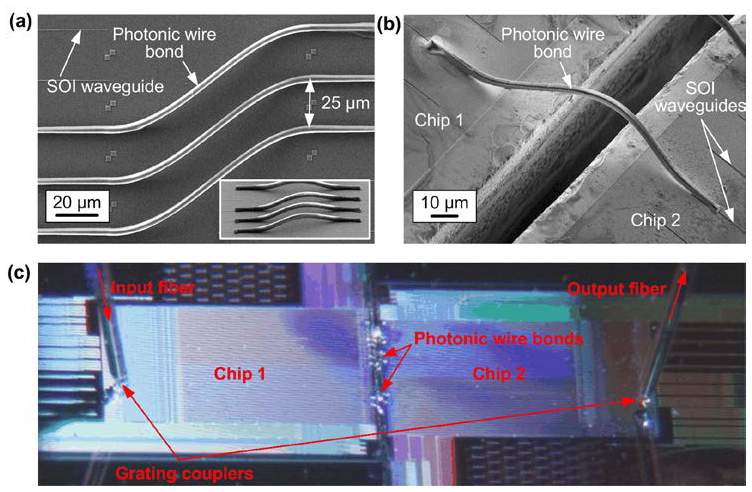 (a)
Photonic wire
bond
SOI waveguide
25 µm
20 µm
(b)
Photonic wire
bond
SOI
waveguides
Chip 1
10 µm
Chip 2
(c)
Input fiber
Output fiber
Photonic wire bonds
Chip 1
Chip 2
Grating couplers